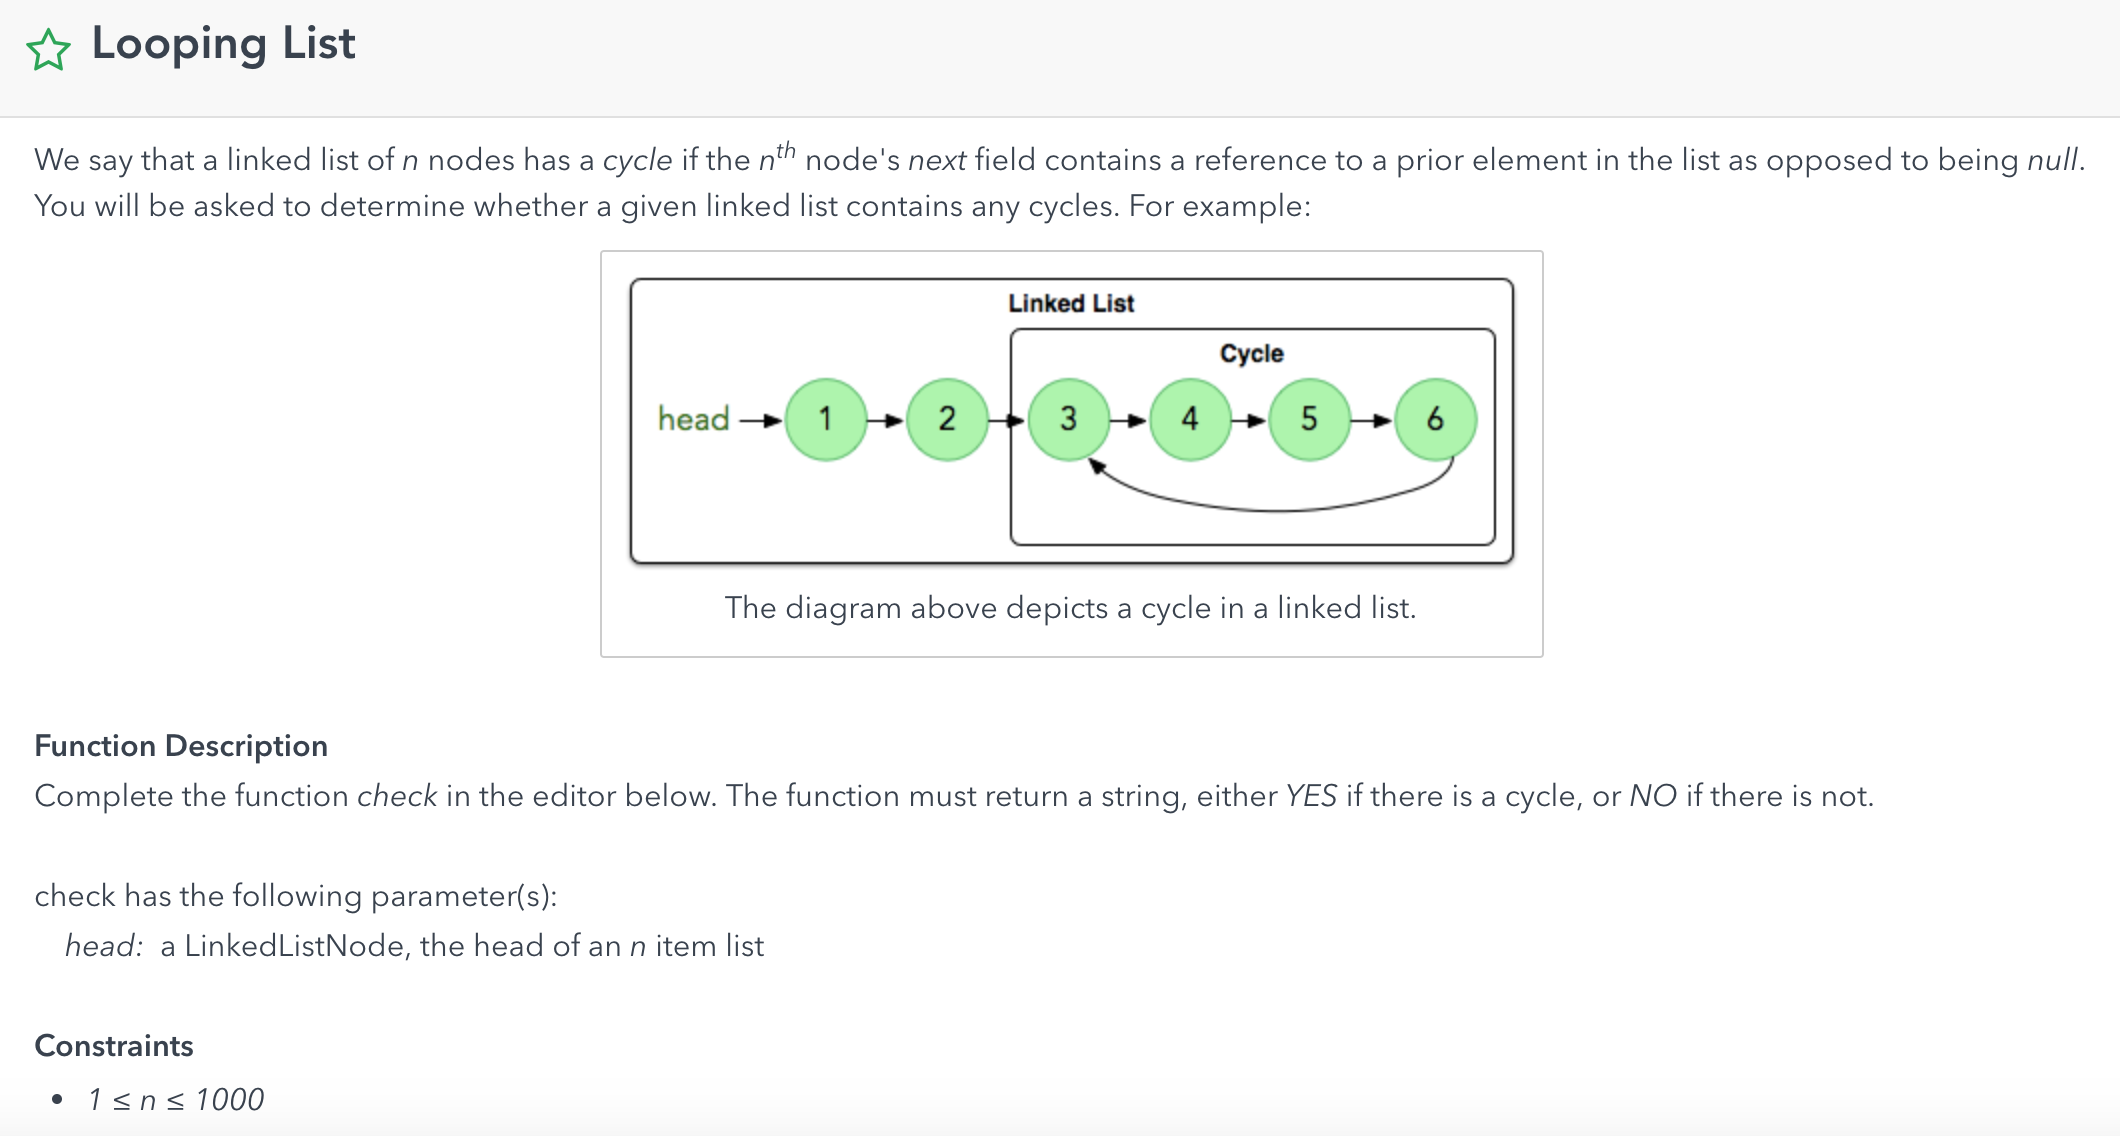 Looping List
We say that a linked list of n nodes has a cycle if the nth node's next field contains a reference to a prior element in the list as opposed to being null.
You will be asked to determine whether a given linked list contains any cycles. For example:
Linked List
Cycle
head 1 2 3 4 5 6
The diagram above depicts a cycle in a linked list.
Function Description
Complete the function check in the editor below. The function must return a string, either YES if there is a cycle, or NO if there is not.
check has the following parameter(s):
head: a LinkedListNode, the head of an n item list
Constraints
• 1 ≤ n ≤ 1000